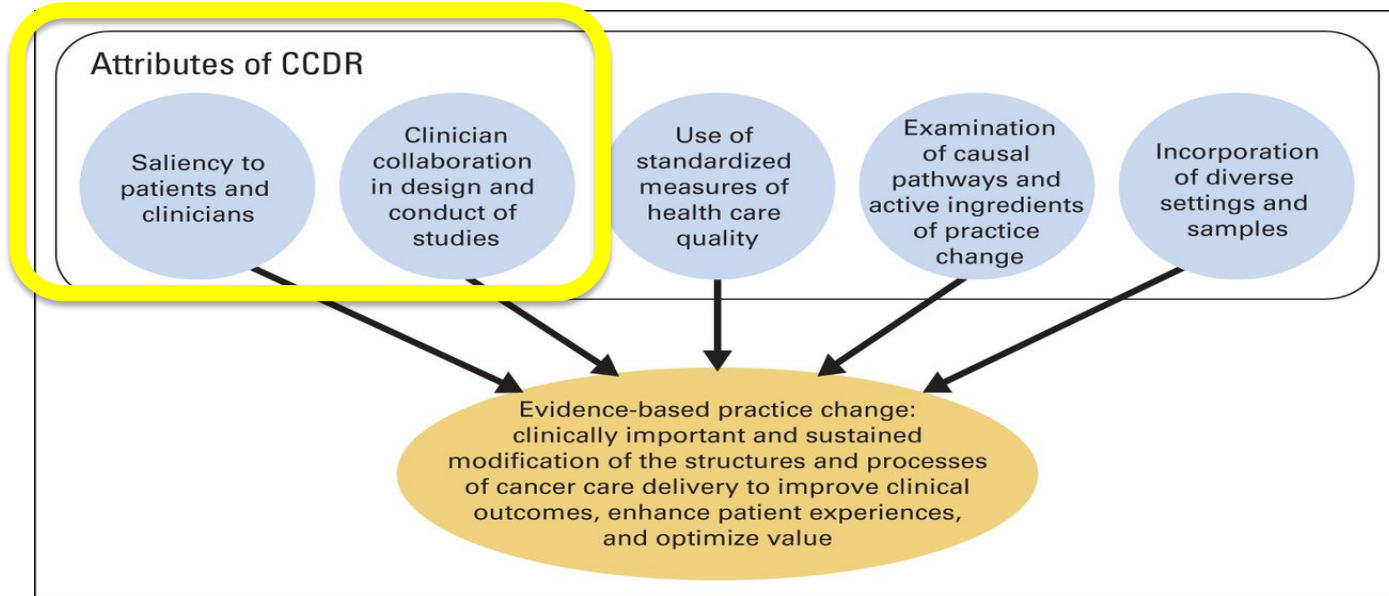 Attributes of CCDR
Saliency to
patients and
clinicians
Clinician
collaboration
in design and
conduct of
studies
Use of
standardized
measures of
health care
quality
Examination
of causal
pathways and
active ingredients
of practice
change
Incorporation
of diverse
settings and
samples
Evidence-based practice change:
clinically important and sustained
modification of the structures and processes
of cancer care delivery to improve clinical
outcomes, enhance patient experiences,
and optimize value